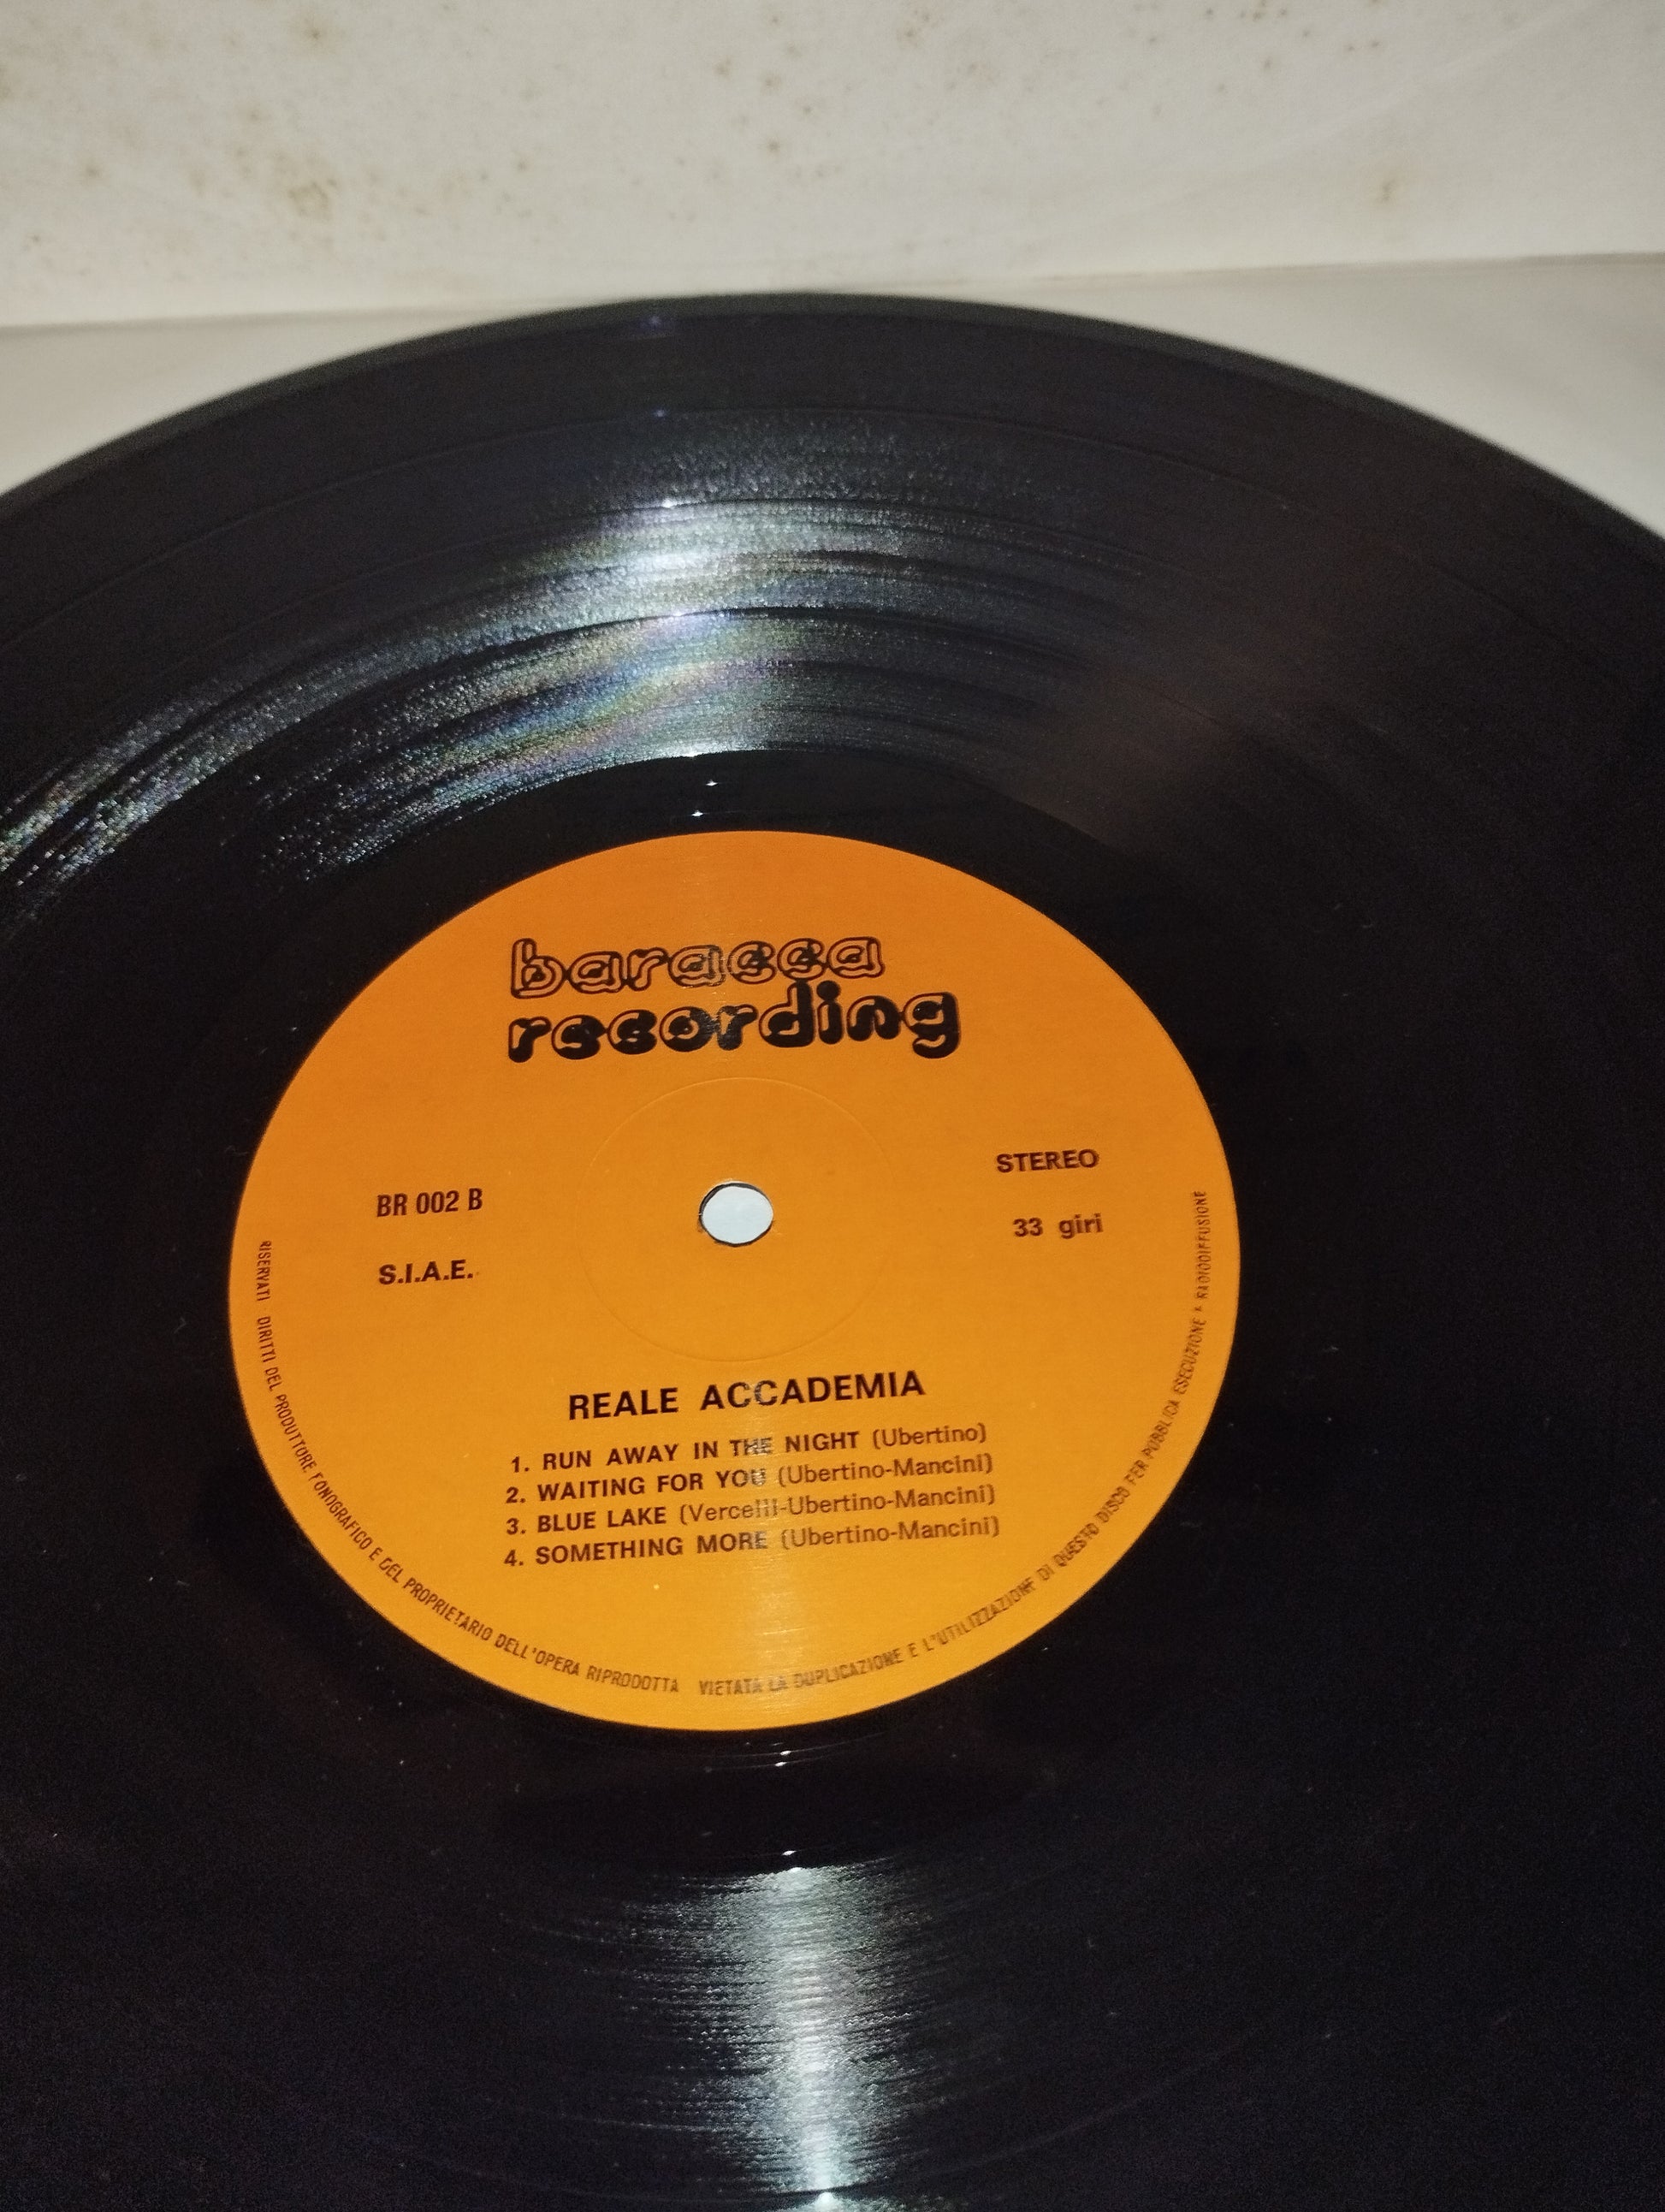 baracca
recording
STEREO
BR 002 B
33 giri
S.I.A.E.
REALE ACCADEMIA
1. RUN AWAY IN THE NIGHT (Ubertino)
2. WAITING FOR YOU (Ubertino-Mancini)
3. BLUE LAKE (Vercelli-Ubertino-Mancini)
4. SOMETHING MORE (Ubertino-Mancini)
RISERVATI DIRITTI DEL PRODUTTORE FONOGRAFICO E DEL PROPRIETARIO DELL'OPERA RIPRODOTTA VIETATA LA DUPLICAZIONE E L'UTILIZZAZIONE DI QUESTO DISCO PER PUBBLICA ESECUZIONE * RADIODIFFUSIONE